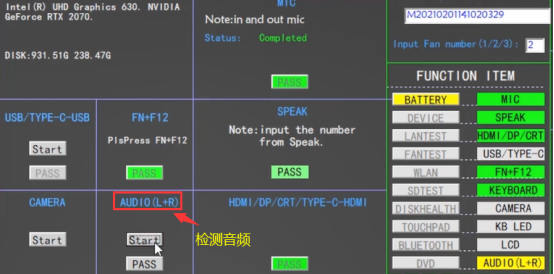 Intel(R) UHD Graphics 630. NVIDIA
GeForce RTX 2070.
DISK:931.51G 238.47G
MIC
Note:in and out mic
Status: Completed
PASS
M20210201141020329
Input Fan number(1/2/3): 2
USB/TYPE-C-USB
Start
PASS
FN+F12
PlsPress FN+F12
PASS
SPEAK
Note:input the number
from Speak.
PASS
CAMERA
Start
AUDIO(L+R)
Start
PASS
检测音频
HDMI/DP/CRT/TYPE-C-HDMI
PASS
FUNCTION ITEM
BATTERY MIC
DEVICE SPEAK
LANTEST HDMI/DP/CRT
FANTEST USB/TYPE-C
WLAN FN+F12
SDTEST KEYBOARD
DISKHEALTH CAMERA
TOUCHPAD KB LED
BLUETOOTH LCD
DVD AUDIO(L+R)